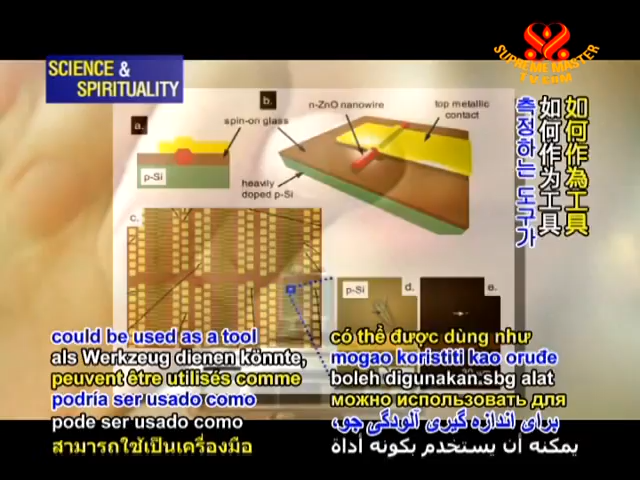 SUPREME MASTER
TV.COM
SCIENCE &
SPIRITUALITY
a.
b.
c.
d.
e.
spin-on glass
n-ZnO nanowire
top metallic
contact
p-Si
heavily
doped p-Si
p-Si
如何作為工具
如何作为工具
측정하는 도구가
could be used as a tool
als Werkzeug dienen könnte,
peuvent être utilisés comme
podría ser usado como
pode ser usado como
สามารถใช้เป็นเครื่องมือ
có thể được dùng như
mogao koristiti kao oruđe
boleh digunakan.sbg alat
можно использовать для
برای اندازه گیری آلودگی جو،
يمكنه أن يستخدم بكونه أداة